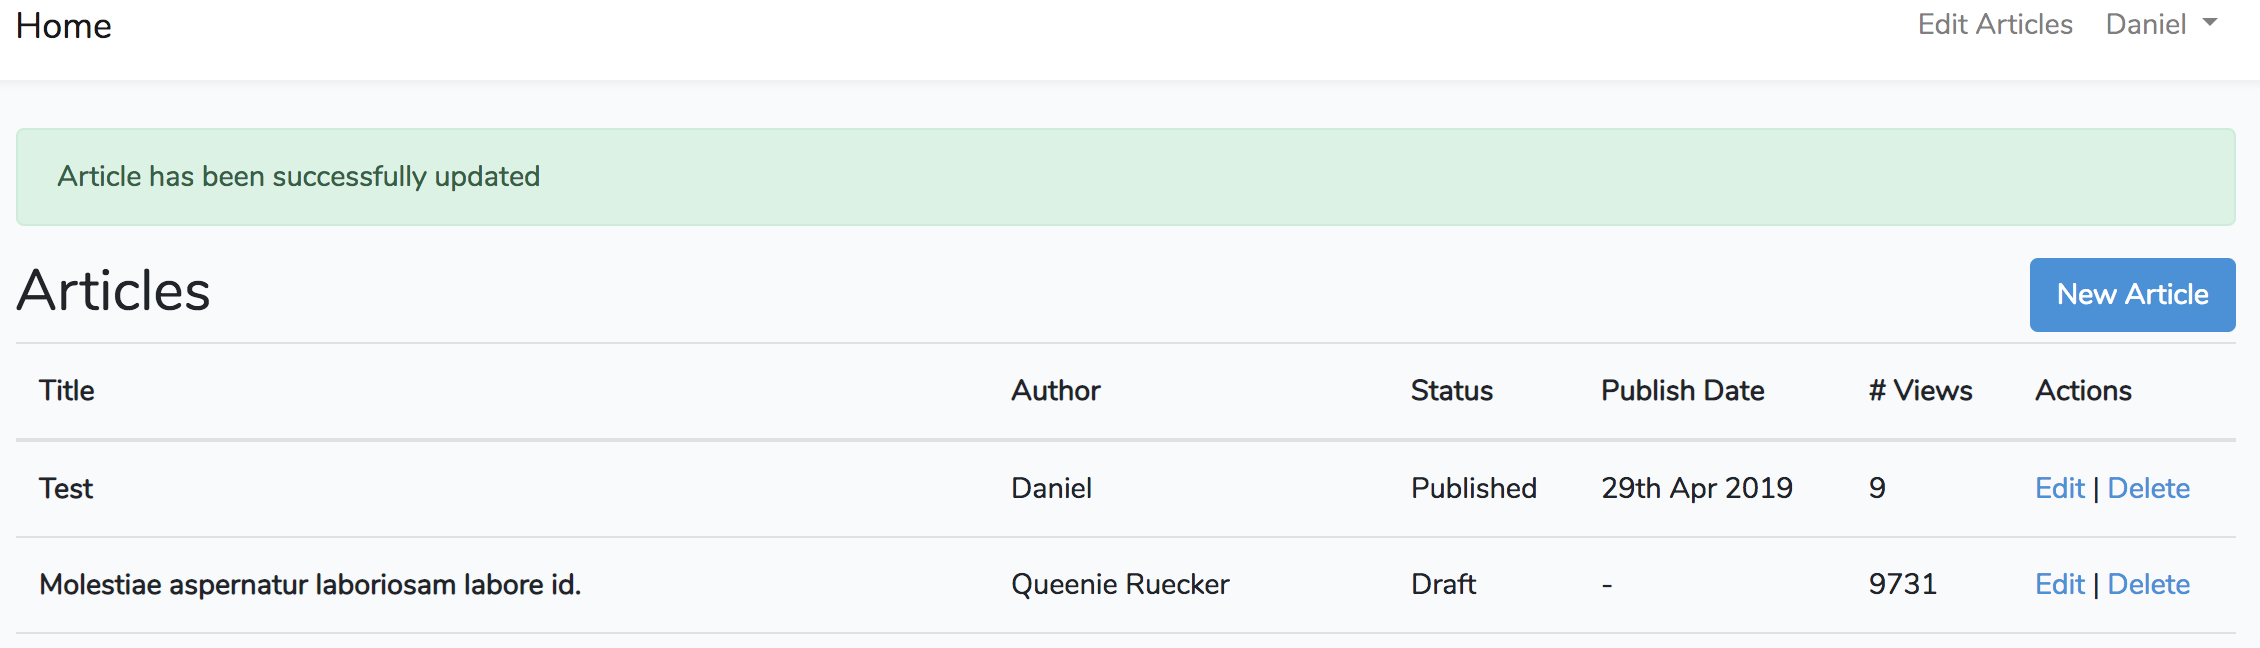 Home Edit Articles Daniel
Article has been successfully updated
Articles New Article
Title Author Status Publish Date # Views Actions
Test Daniel Published 29th Apr 2019 9 Edit | Delete
Molestiae aspernatur laboriosam labore id. Queenie Ruecker Draft - 9731 Edit | Delete